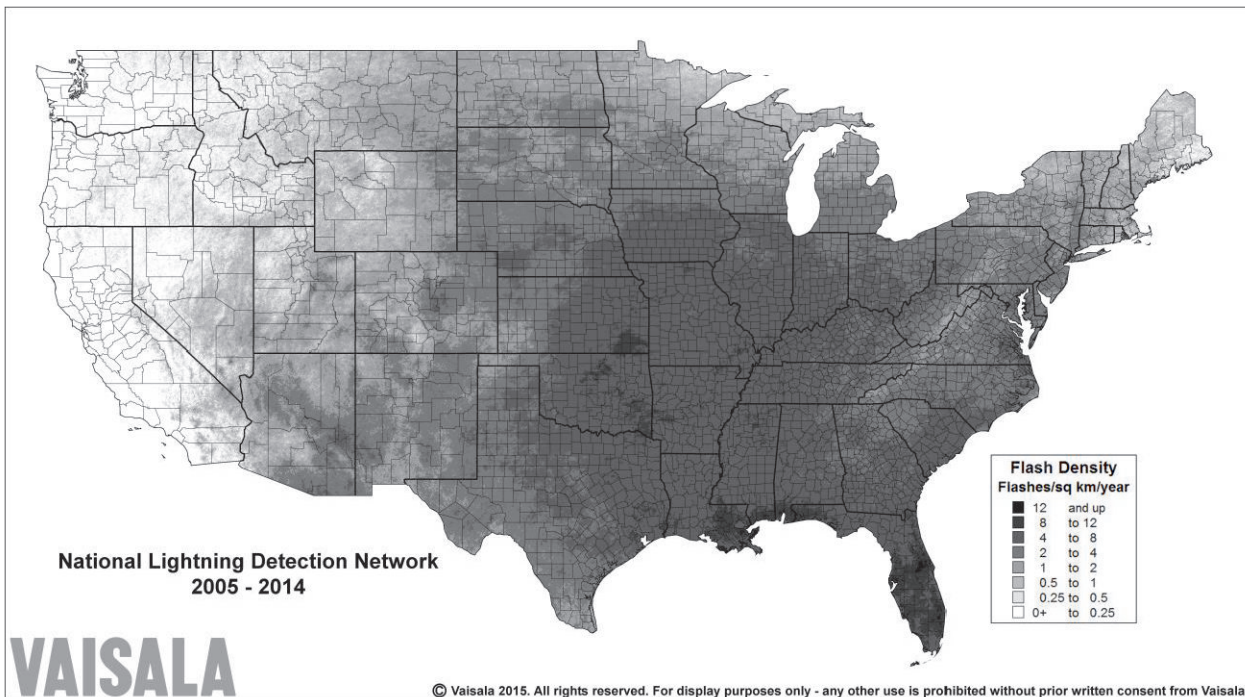 National Lightning Detection Network
2005 - 2014
Flash Density
Flashes/sq km/year
12 and up
8 to 12
4 to 8
2 to 4
1 to 2
0.5 to 1
0.25 to 0.5
0+ to 0.25
VAISALA
© Vaisala 2015. All rights reserved. For display purposes only - any other use is prohibited without prior written consent from Vaisala